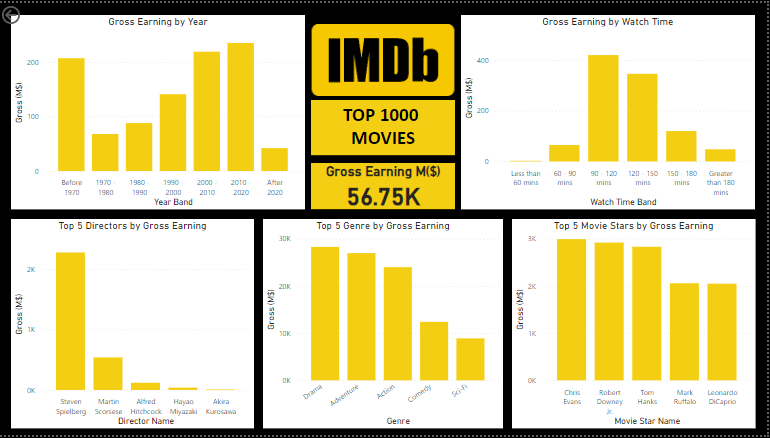 Gross Earning by Year
Gross (M$)
200
100
0
Before 1970
1970 - 1980
1980 - 1990
1990 - 2000
2000 - 2010
2010 - 2020
After 2020
Year Band
IMDb
TOP 1000
MOVIES
Gross Earning M($)
56.75K
Gross Earning by Watch Time
Gross (M$)
400
200
0
Less than 60 mins
60 - 90 mins
90 - 120 mins
120 - 150 mins
150 - 180 mins
Greater than 180 mins
Watch Time Band
Top 5 Directors by Gross Earning
Gross (M$)
2K
1K
0K
Steven Spielberg
Martin Scorsese
Alfred Hitchcock
Hayao Miyazaki
Akira Kurosawa
Director Name
Top 5 Genre by Gross Earning
Gross (M$)
30K
20K
10K
0K
Drama
Adventure
Action
Comedy
Sci-Fi
Genre
Top 5 Movie Stars by Gross Earning
Gross (M$)
3K
2K
1K
0K
Chris Evans
Robert Downey Jr.
Tom Hanks
Mark Ruffalo
Leonardo DiCaprio
Movie Star Name